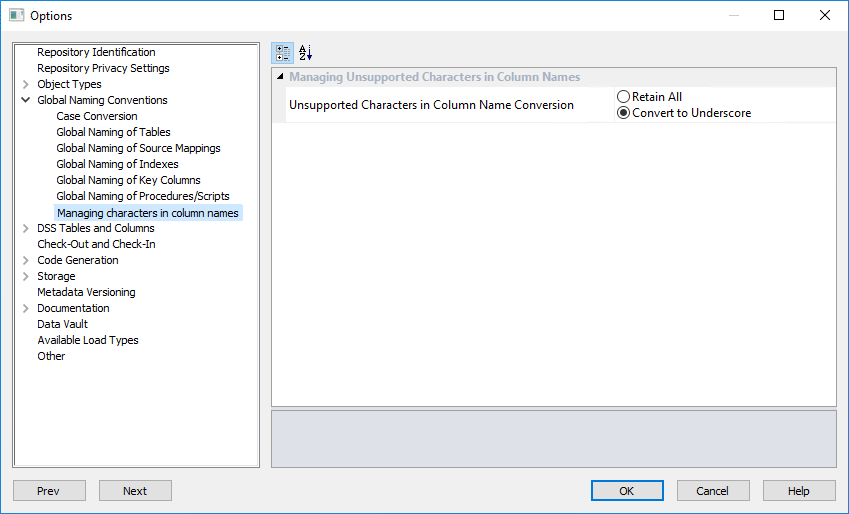 Options
Repository Identification
Repository Privacy Settings
Object Types
Global Naming Conventions
Case Conversion
Global Naming of Tables
Global Naming of Source Mappings
Global Naming of Indexes
Global Naming of Key Columns
Global Naming of Procedures/Scripts
Managing characters in column names
DSS Tables and Columns
Check-Out and Check-In
Code Generation
Storage
Metadata Versioning
Documentation
Data Vault
Available Load Types
Other
A
Z
Managing Unsupported Characters in Column Names
Unsupported Characters in Column Name Conversion
Retain All
Convert to Underscore
Prev
Next
OK
Cancel
Help